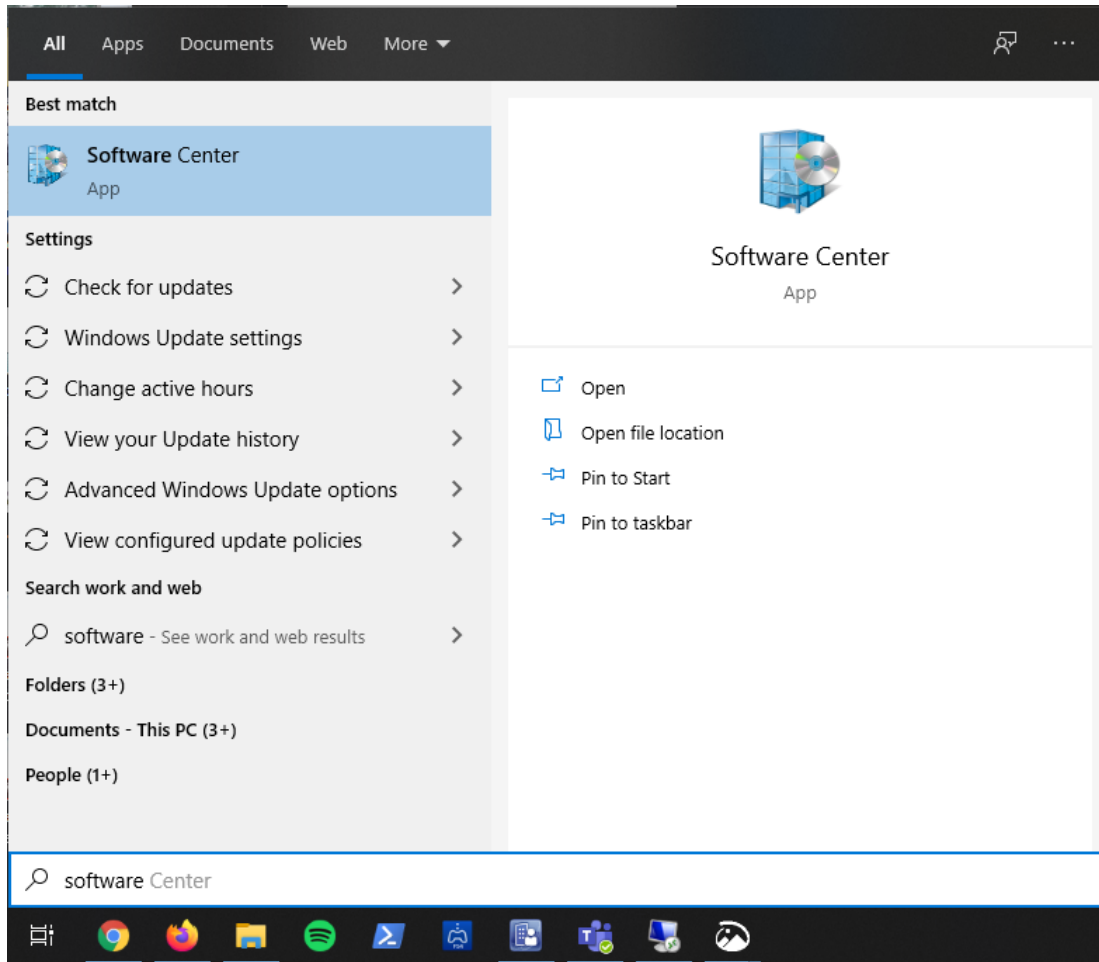 All Apps Documents Web More
Best match
Software Center
App
Settings
Check for updates
Windows Update settings
Change active hours
View your Update history
Advanced Windows Update options
View configured update policies
Search work and web
software - See work and web results
Folders (3+)
Documents - This PC (3+)
People (1+)
Software Center
App
Open
Open file location
Pin to Start
Pin to taskbar
software Center